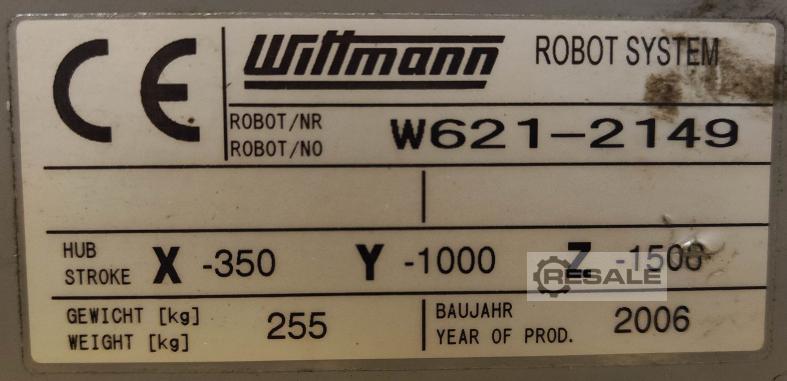 CE Wittmann ROBOT SYSTEM
ROBOT/NR
ROBOT/NO W621-2149
HUB
STROKE X -350 Y -1000 Z -1500
GEWICHT [kg]
WEIGHT [kg] 255
BAUJAHR
YEAR OF PROD. 2006
RESALE